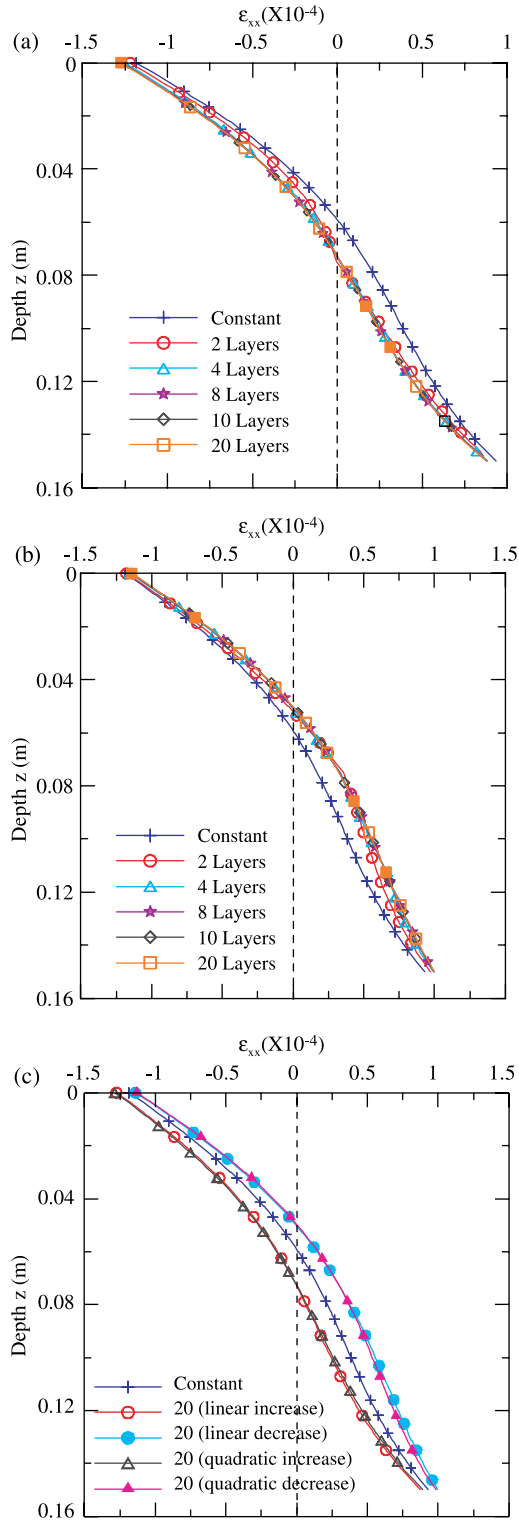 (a)
ε_xx(X10⁻⁴)
-1.5 -1 -0.5 0 0.5 1
0
0.04
0.08
0.12
0.16
Depth z (m)
Constant
2 Layers
4 Layers
8 Layers
10 Layers
20 Layers
(b)
ε_xx(X10⁻⁴)
-1.5 -1 -0.5 0 0.5 1 1.5
0
0.04
0.08
0.12
0.16
Depth z (m)
Constant
2 Layers
4 Layers
8 Layers
10 Layers
20 Layers
(c)
ε_xx(X10⁻⁴)
-1.5 -1 -0.5 0 0.5 1 1.5
0
0.04
0.08
0.12
0.16
Depth z (m)
Constant
20 (linear increase)
20 (linear decrease)
20 (quadratic increase)
20 (quadratic decrease)